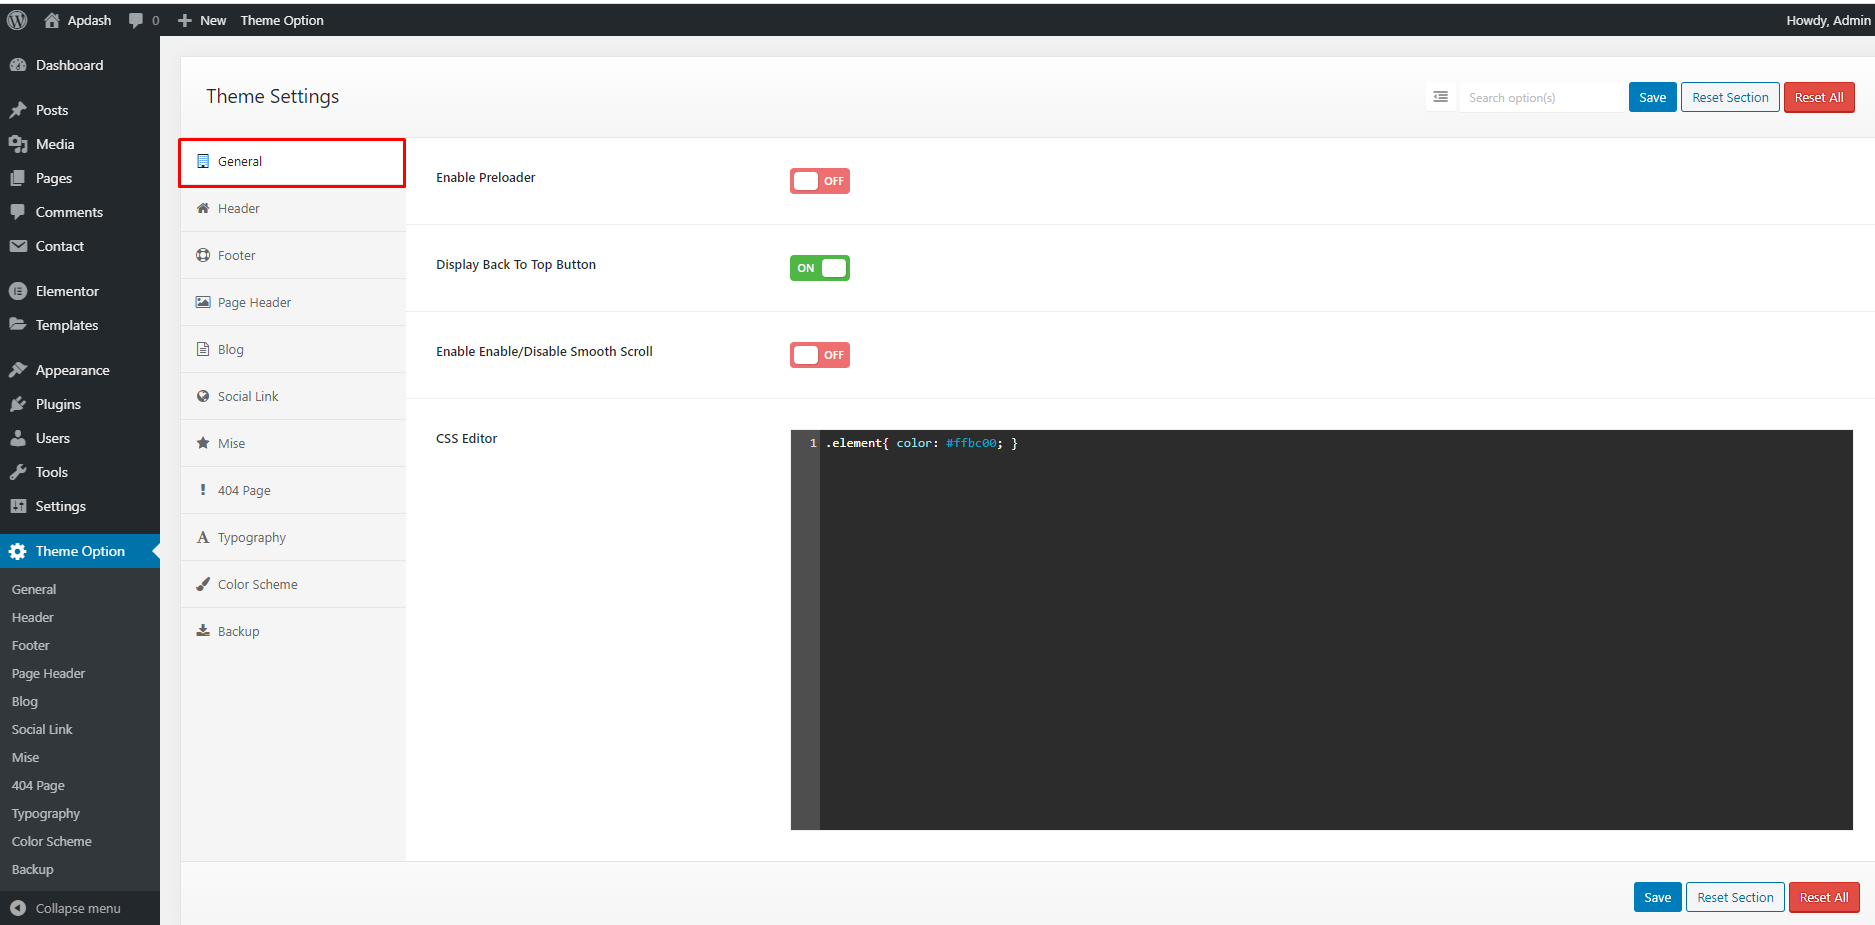 Apdash 0 New Theme Option Howdy, Admin
Dashboard
Posts
Media
Pages
Comments
Contact
Elementor
Templates
Appearance
Plugins
Users
Tools
Settings
Theme Option
General
Header
Footer
Page Header
Blog
Social Link
Mise
404 Page
Typography
Color Scheme
Backup
Collapse menu
Theme Settings
Search option(s) Save Reset Section Reset All
General
Header
Footer
Page Header
Blog
Social Link
Mise
404 Page
Typography
Color Scheme
Backup
Enable Preloader OFF
Display Back To Top Button ON
Enable Enable/Disable Smooth Scroll OFF
CSS Editor
1 .element{ color: #ffbc00; }
Save Reset Section Reset All